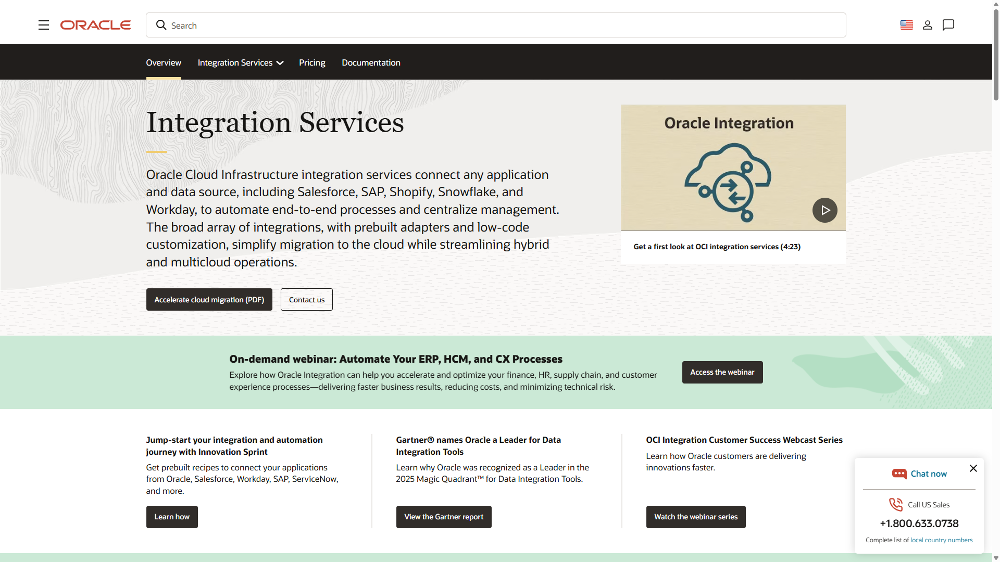 ORACLE
Search
Overview
Integration Services
Pricing
Documentation
Integration Services
Oracle Cloud Infrastructure integration services connect any application
and data source, including Salesforce, SAP, Shopify, Snowflake, and
Workday, to automate end-to-end processes and centralize management.
The broad array of integrations, with prebuilt adapters and low-code
customization, simplify migration to the cloud while streamlining hybrid
and multicloud operations.
Accelerate cloud migration (PDF)
Contact us
Oracle Integration
Get a first look at OCI integration services (4:23)
On-demand webinar: Automate Your ERP, HCM, and CX Processes
Explore how Oracle Integration can help you accelerate and optimize your finance, HR, supply chain, and customer
experience processes—delivering faster business results, reducing costs, and minimizing technical risk.
Access the webinar
Jump-start your integration and automation
journey with Innovation Sprint
Get prebuilt recipes to connect your applications
from Oracle, Salesforce, Workday, SAP, ServiceNow,
and more.
Learn how
Gartner® names Oracle a Leader for Data
Integration Tools
Learn why Oracle was recognized as a Leader in the
2025 Magic Quadrant™ for Data Integration Tools.
View the Gartner report
OCI Integration Customer Success Webcast Series
Learn how Oracle customers are delivering
innovations faster.
Watch the webinar series
Chat now
Call US Sales
+1.800.633.0738
Complete list of local country numbers